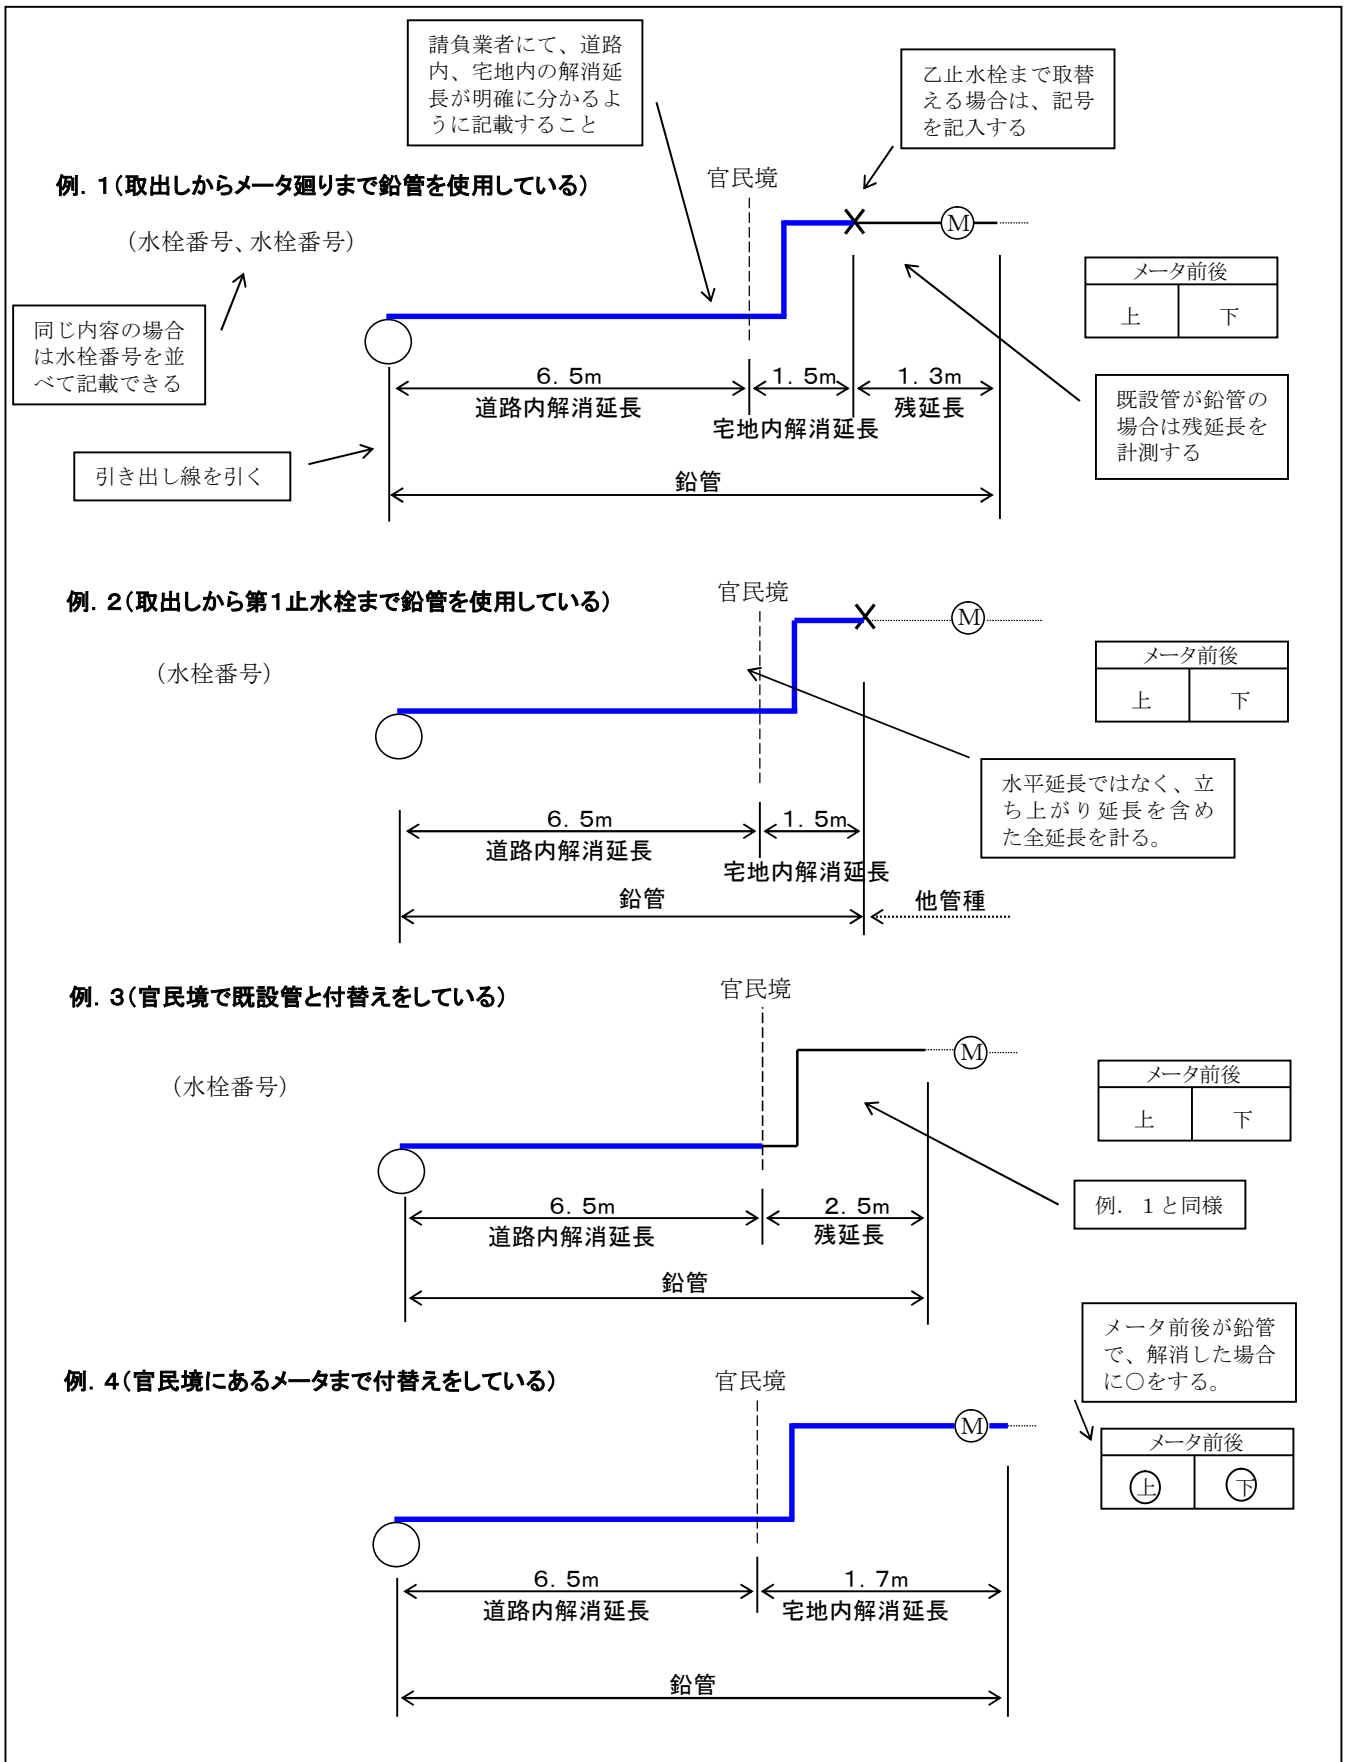 請負業者にて、道路
内、宅地内の解消延
長が明確に分かるよ
うに記載すること
乙止水栓まで取替
える場合は、記号
を記入する
例．1（取出しからメータ廻りまで鉛管を使用している）
官民境
（水栓番号、水栓番号）
M
メータ前後
上 下
同じ内容の場合
は水栓番号を並
べて記載できる
6．5m 1．5m 1．3m
道路内解消延長 宅地内解消延長 残延長
既設管が鉛管の
場合は残延長を
計測する
引き出し線を引く
鉛管
例．2（取出しから第1止水栓まで鉛管を使用している）
官民境
M
（水栓番号）
メータ前後
上 下
水平延長ではなく、立
ち上がり延長を含め
た全延長を計る。
6．5m 1．5m
道路内解消延長 宅地内解消延長
鉛管 他管種
例．3（官民境で既設管と付替えをしている）
官民境
M
（水栓番号）
メータ前後
上 下
例．１と同様
6．5m 2．5m
道路内解消延長 残延長
鉛管
メータ前後が鉛管
で、解消した場合
に〇をする。
例．4（官民境にあるメータまで付替えをしている）
官民境
M
メータ前後
上 下
6．5m 1．7m
道路内解消延長 宅地内解消延長
鉛管